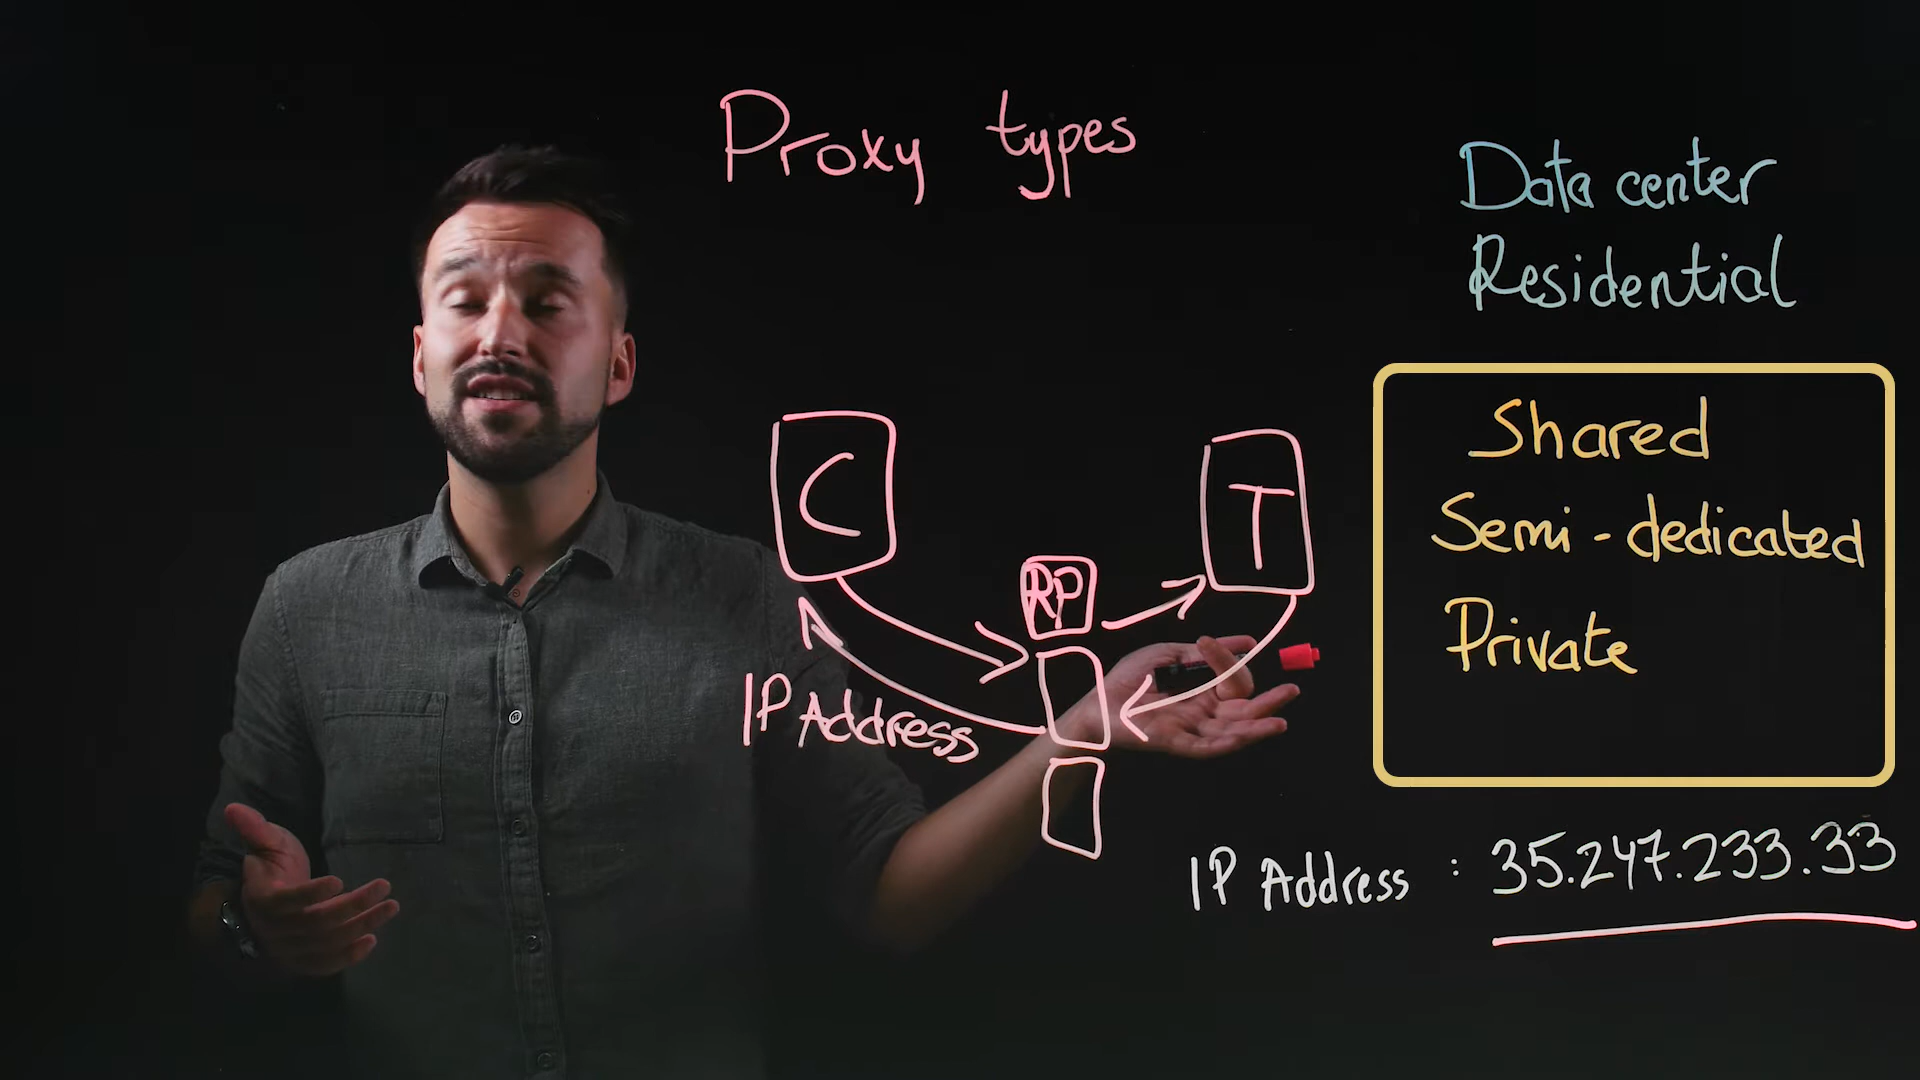 Proxy types
Data center
Residential
Shared
Semi-dedicated
Private
C
T
RP
IP Address
IP Address : 35.247.233.33